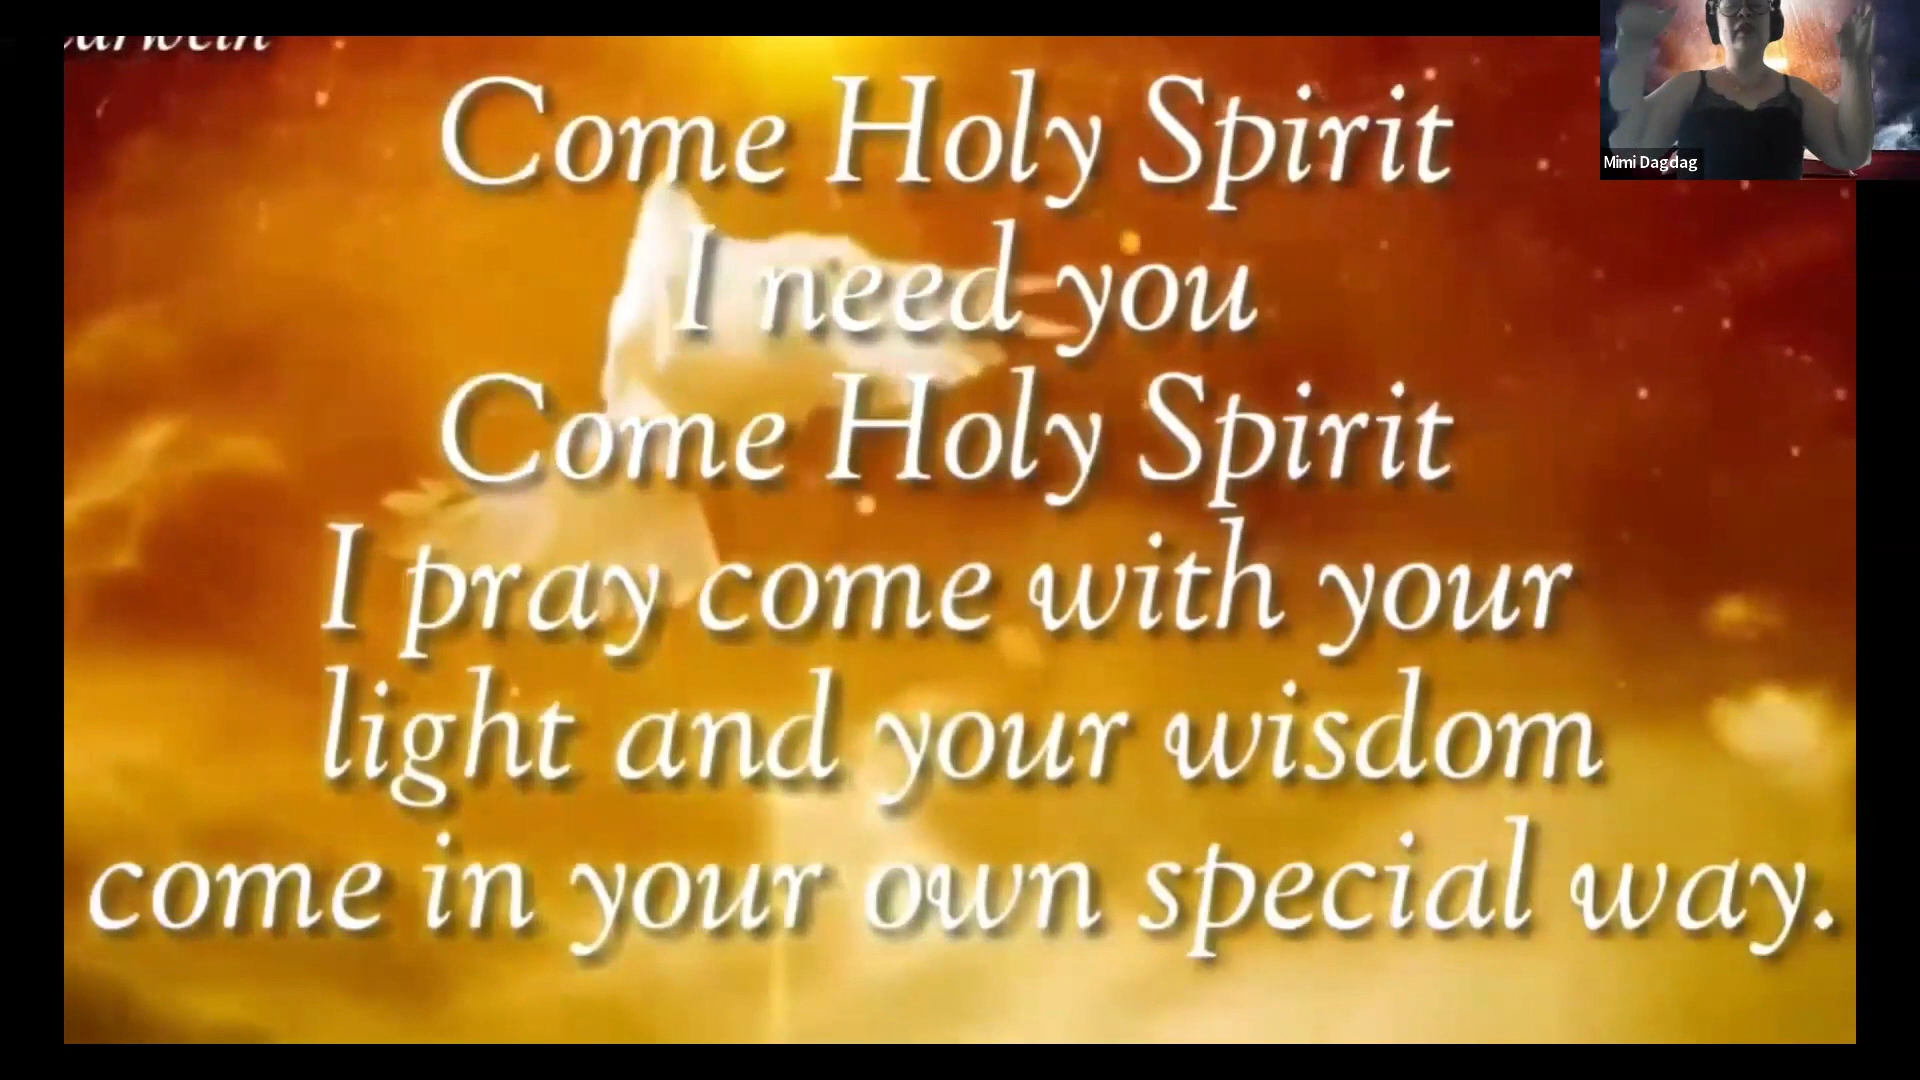 Come Holy Spirit
I need you
Come Holy Spirit
I pray come with your
light and your wisdom
come in your own special way.
Mimi Dagdag